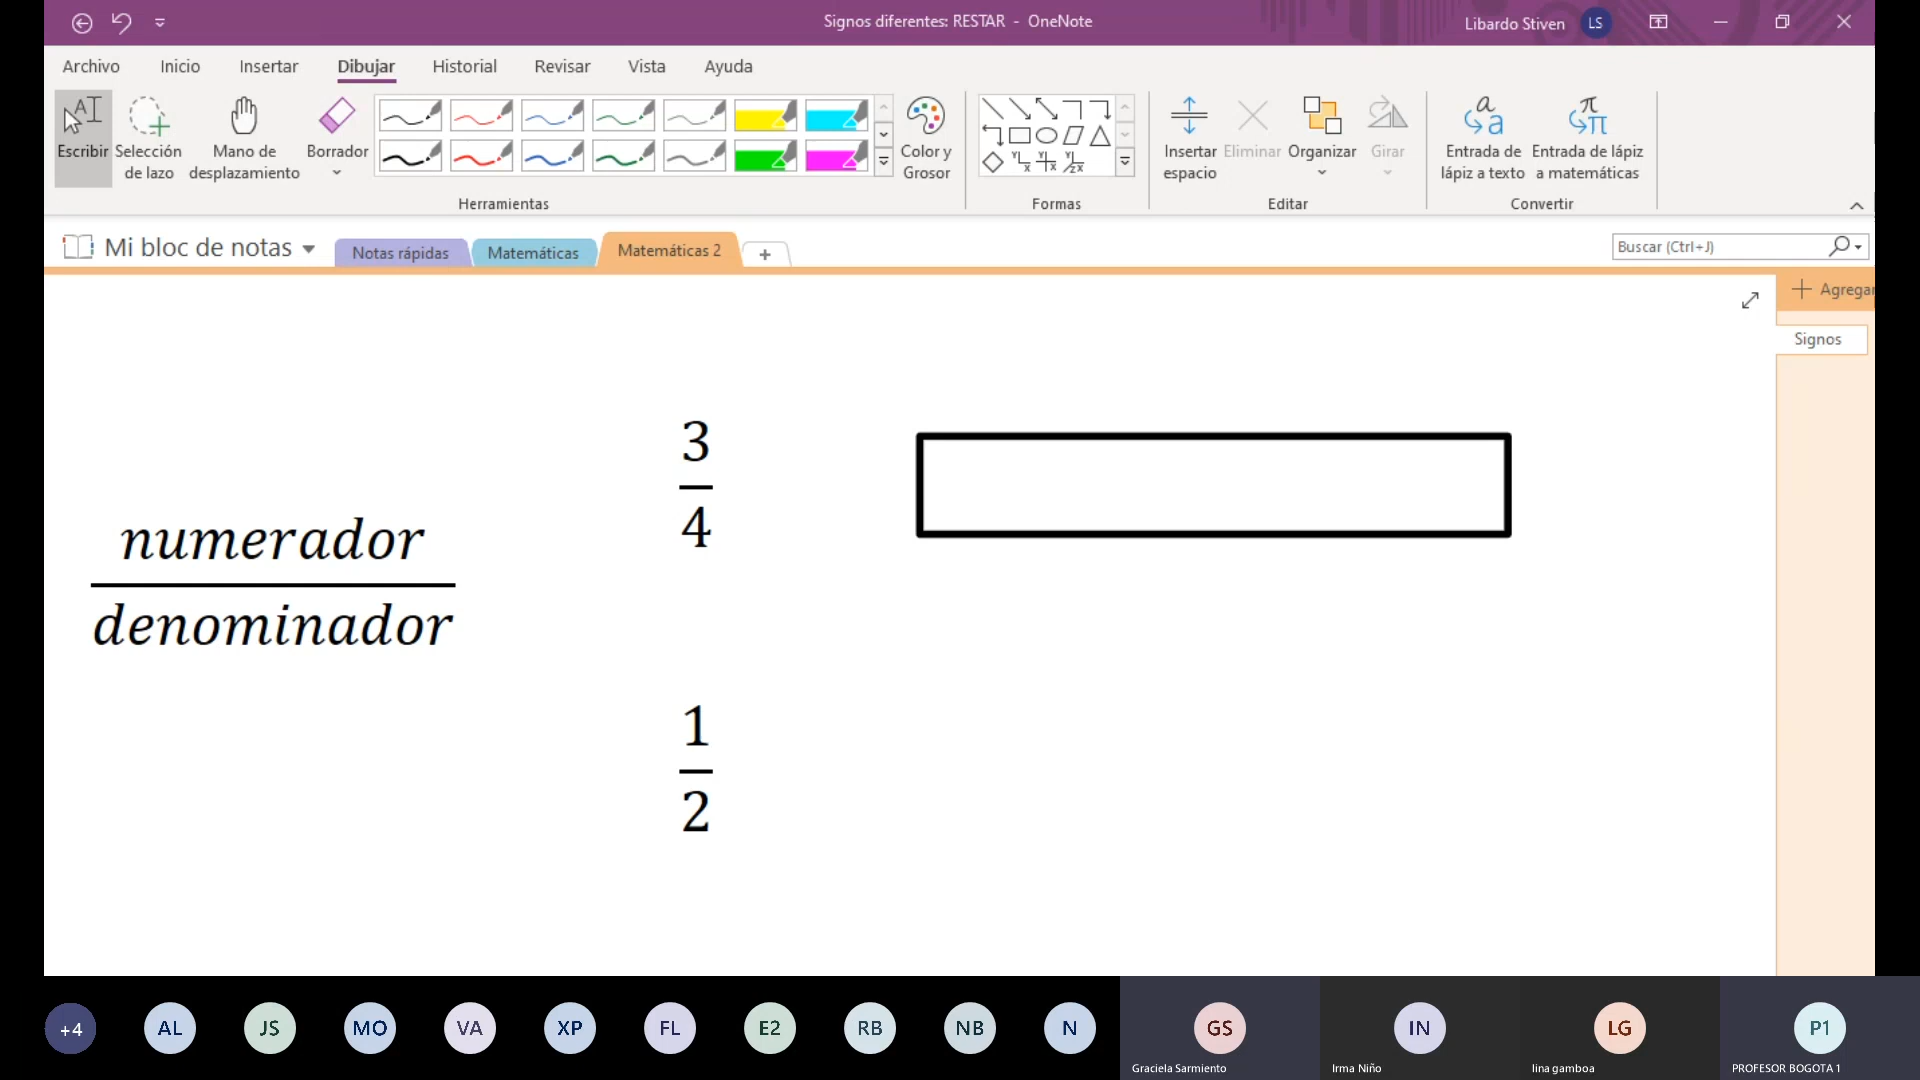 Signos diferentes: RESTAR - OneNote
Libardo Stiven LS
Archivo Inicio Insertar Dibujar Historial Revisar Vista Ayuda
Escribir
Selección de lazo
Mano de desplazamiento
Borrador
Color y Grosor
Insertar espacio
Eliminar
Organizar
Girar
Entrada de lápiz a texto
Entrada de lápiz a matemáticas
Herramientas Formas Editar Convertir
Mi bloc de notas Notas rápidas Matemáticas Matemáticas 2 + Buscar (Ctrl+J)
Agregar
Signos
numerador
denominador
3
4
1
2
+4 AL JS MO VA XP FL E2 RB NB N GS IN LG P1
Graciela Sarmiento Irma Niño lina gamboa PROFESOR BOGOTA 1